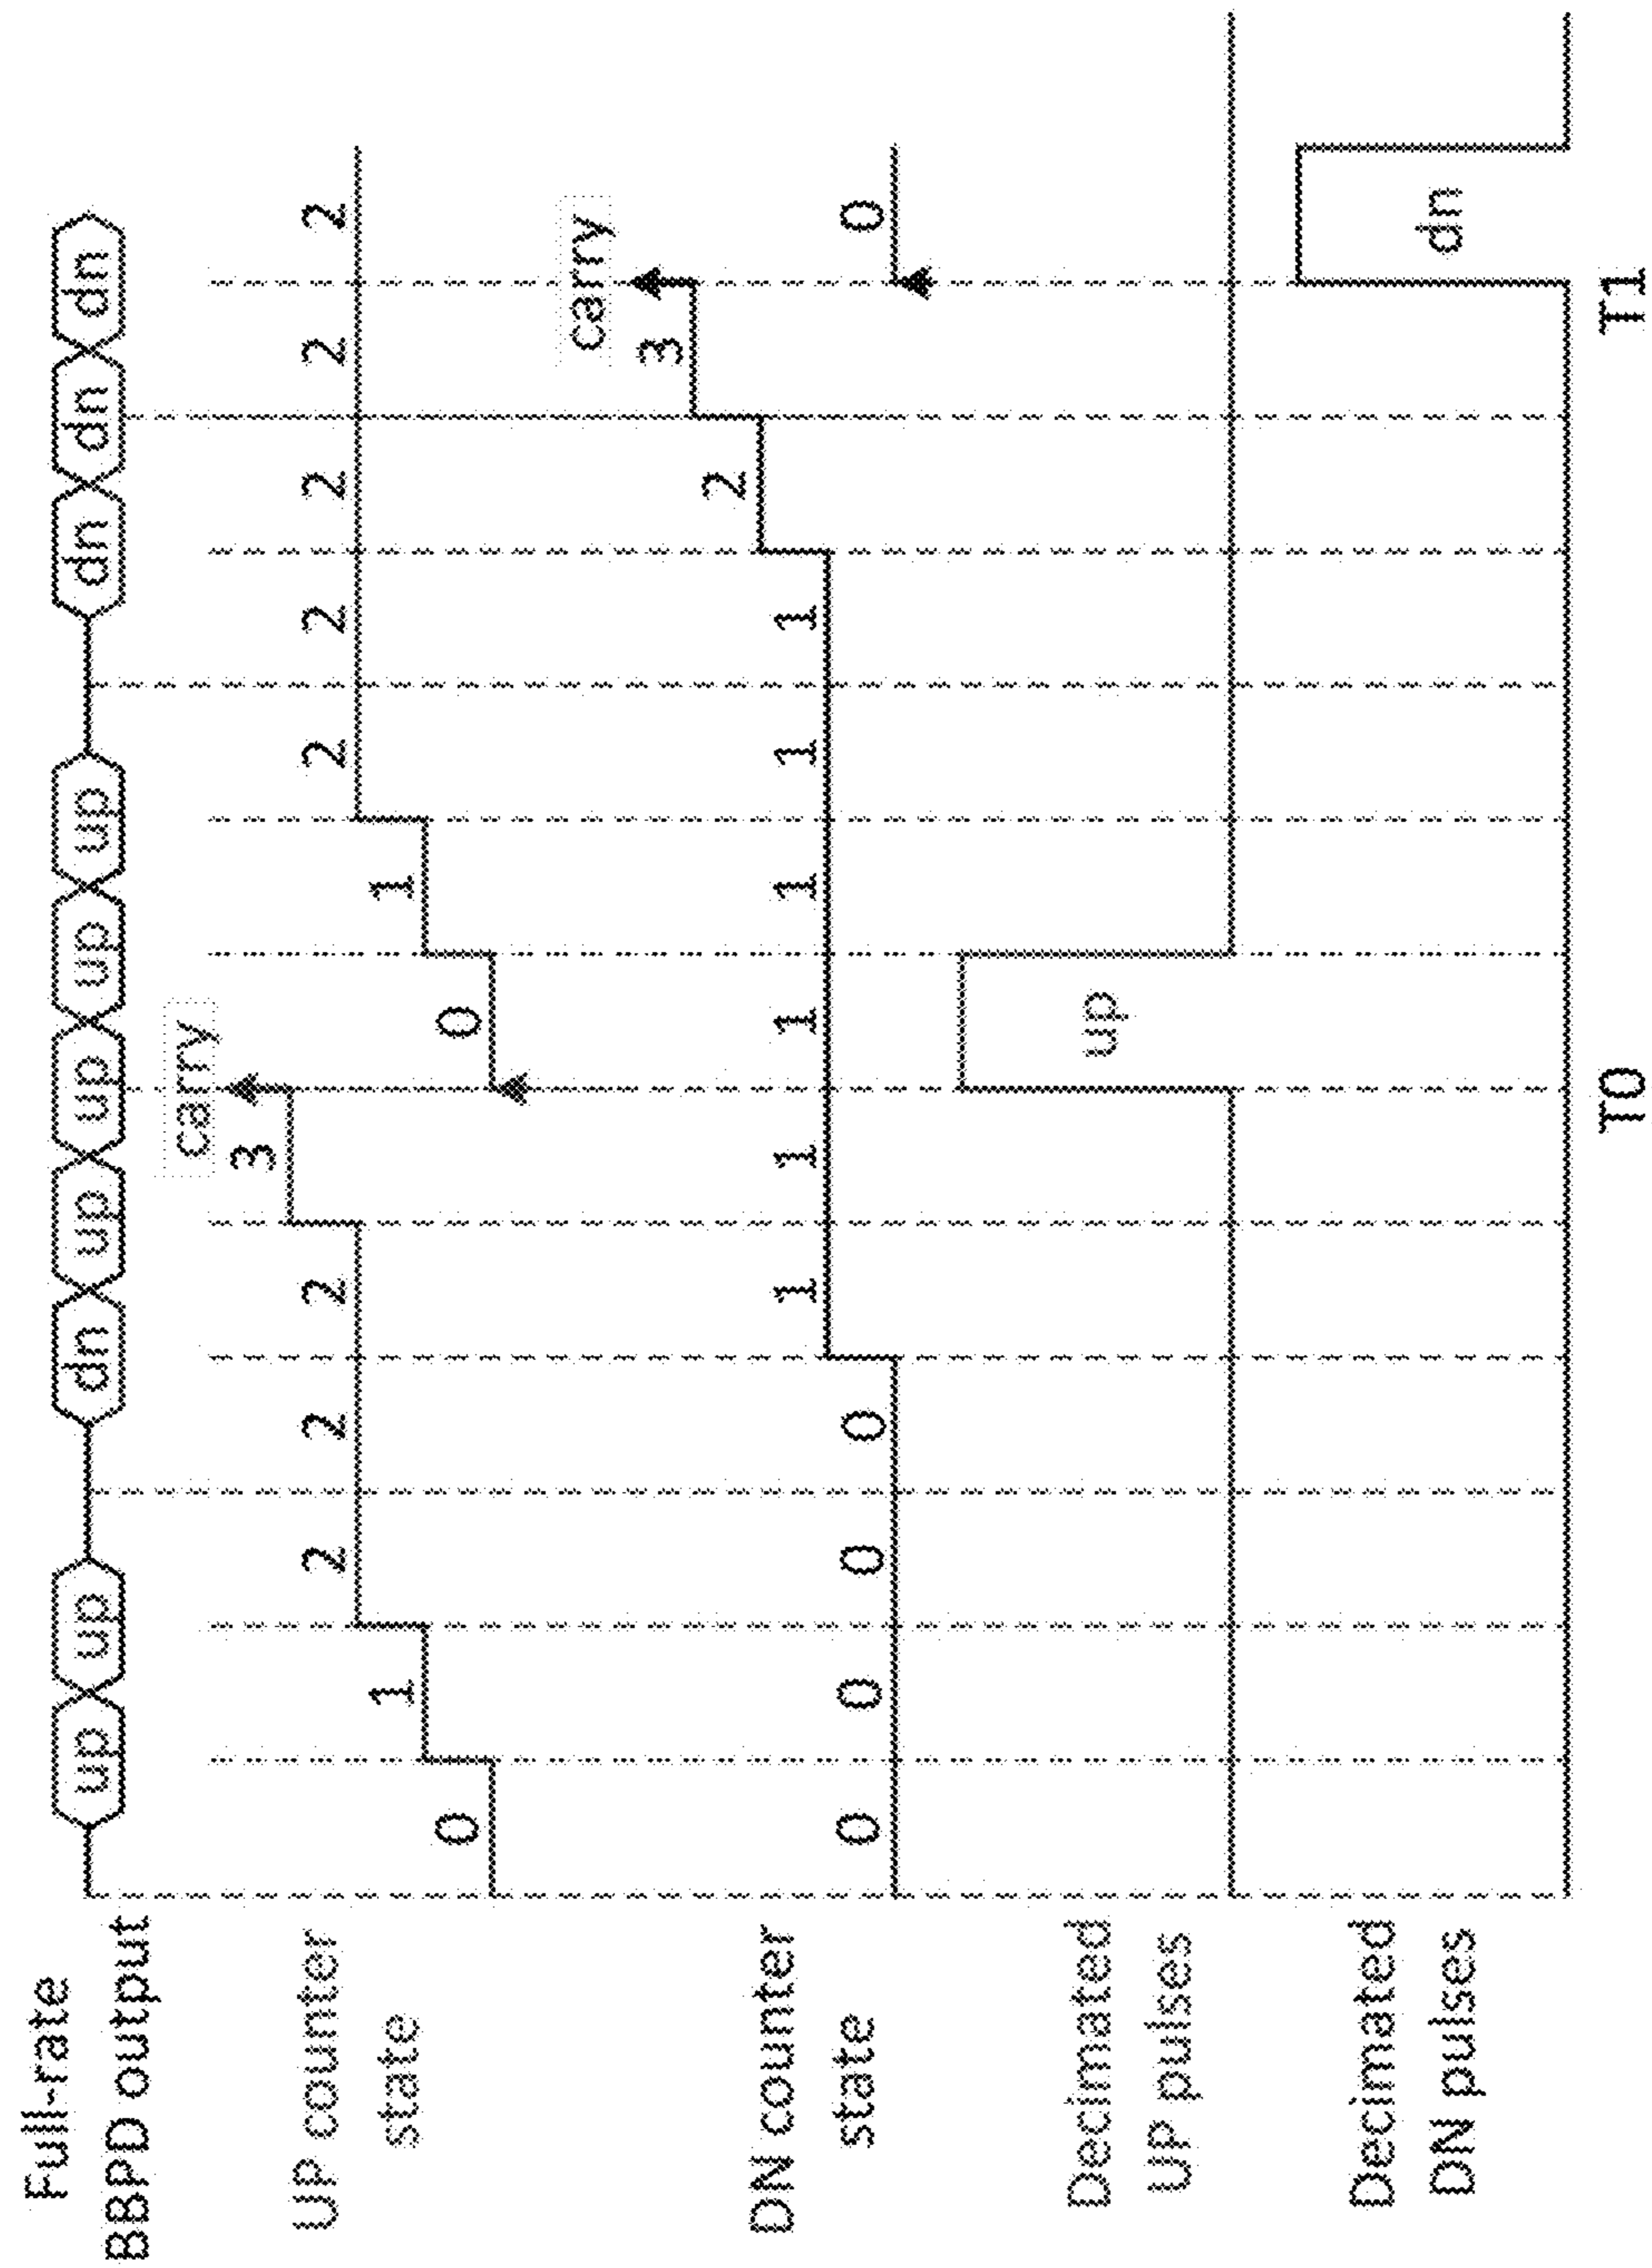 Full-rate
BBPD output
up up dn up up up up dn dn dn
UP counter
state
carry
0 1 2 2 2 3 0 1 2 2 2 2 2
DN counter
state
carry
0 0 0 0 1 1 1 1 1 1 2 3 0
Decimated
UP pulses
up
Decimated
DN pulses
dn
T0 T1